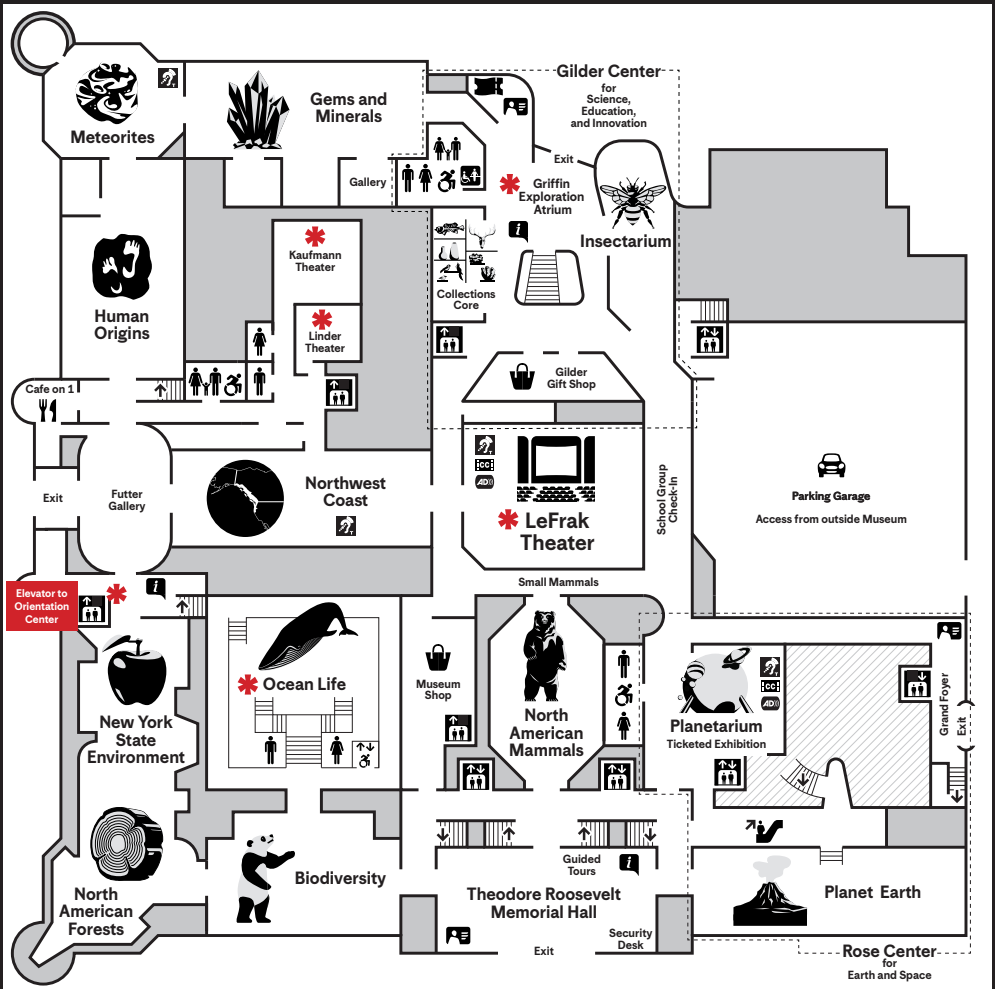 Gilder Center
for
Science,
Education,
and Innovation
Meteorites
Gems and
Minerals
Gallery
Exit
Griffin
Exploration
Atrium
i
Insectarium
Collections
Core
Human
Origins
Kaufmann
Theater
Linder
Theater
Cafe on 1
Gilder
Gift Shop
Exit
Futter
Gallery
Northwest
Coast
CC
AD
LeFrak
Theater
School Group
Check-In
Parking Garage
Access from outside Museum
Small Mammals
Elevator to
Orientation
Center
i
Ocean Life
Museum
Shop
North
American
Mammals
CC
AD
Planetarium
Ticketed Exhibition
Grand Foyer
Exit
New York
State
Environment
North
American
Forests
Biodiversity
Guided
Tours
i
Theodore Roosevelt
Memorial Hall
Security
Desk
Exit
Planet Earth
Rose Center
for
Earth and Space